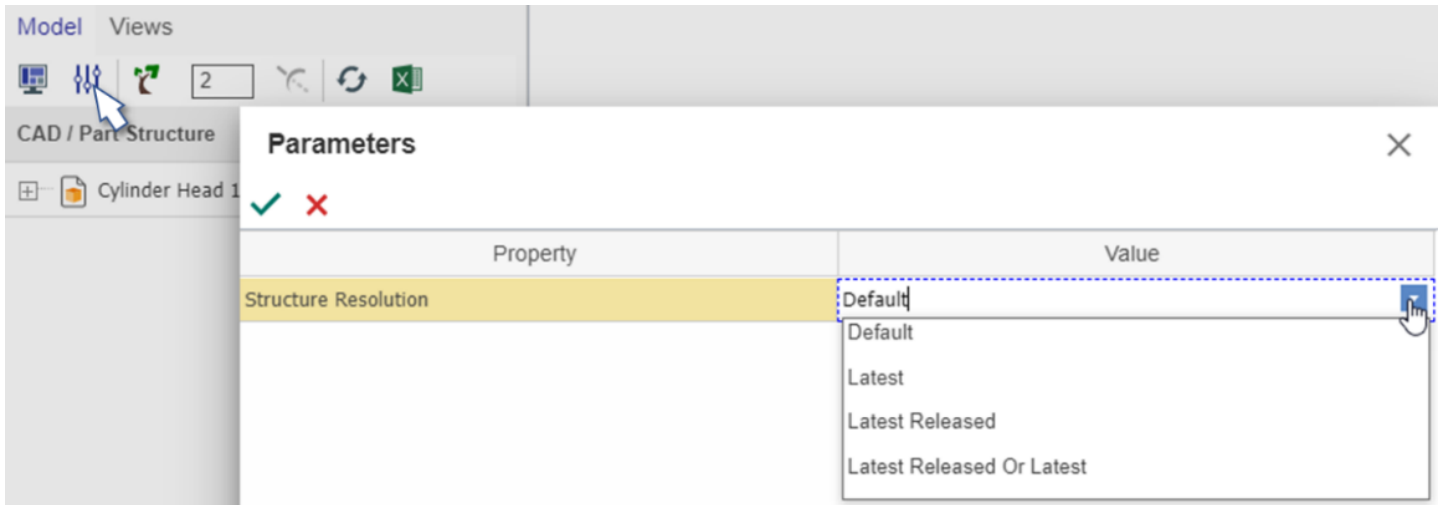 Model Views
2
CAD / Part Structure
Parameters
Cylinder Head 1
Property Value
Structure Resolution Default
Default
Latest
Latest Released
Latest Released Or Latest